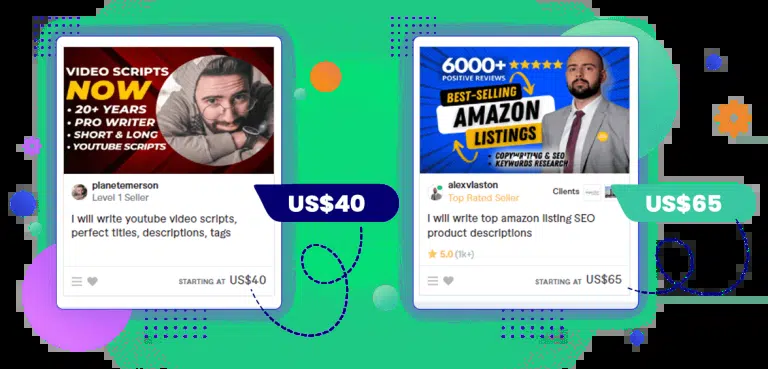 VIDEO SCRIPTS
NOW
• 20+ YEARS
• PRO WRITER
• SHORT & LONG
• YOUTUBE SCRIPTS
planetemerson
Level 1 Seller
I will write youtube video scripts,
perfect titles, descriptions, tags
STARTING AT US$40
US$40
6000+
POSITIVE REVIEWS
BEST-SELLING
AMAZON
LISTINGS
• COPYWRITING & SEO
• KEYWORDS RESEARCH
alexvlaston
Top Rated Seller
Clients
I will write top amazon listing SEO
product descriptions
5.0 (1k+)
STARTING AT US$65
US$65